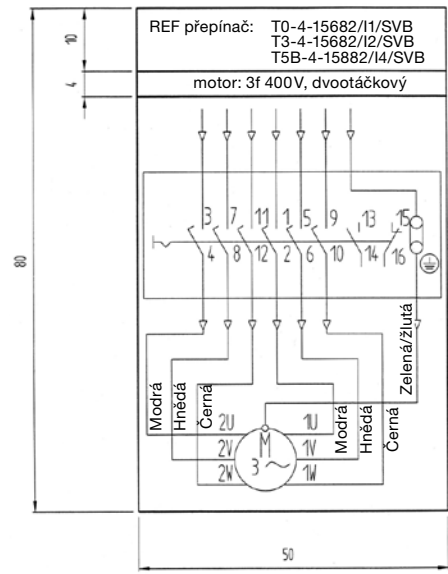 REF přepínač: T0-4-15682/I1/SVB
T3-4-15682/I2/SVB
T5B-4-15882/I4/SVB
motor: 3f 400V, dvootáčkový
10
4
80
3 7 11 1 5 9 13 15
4 8 12 2 6 10 14 16
Modrá
Hnědá
Černá
2U
2V
2W
M
3 ~
1U
1V
1W
Modrá
Hnědá
Černá
Zelená/žlutá
50